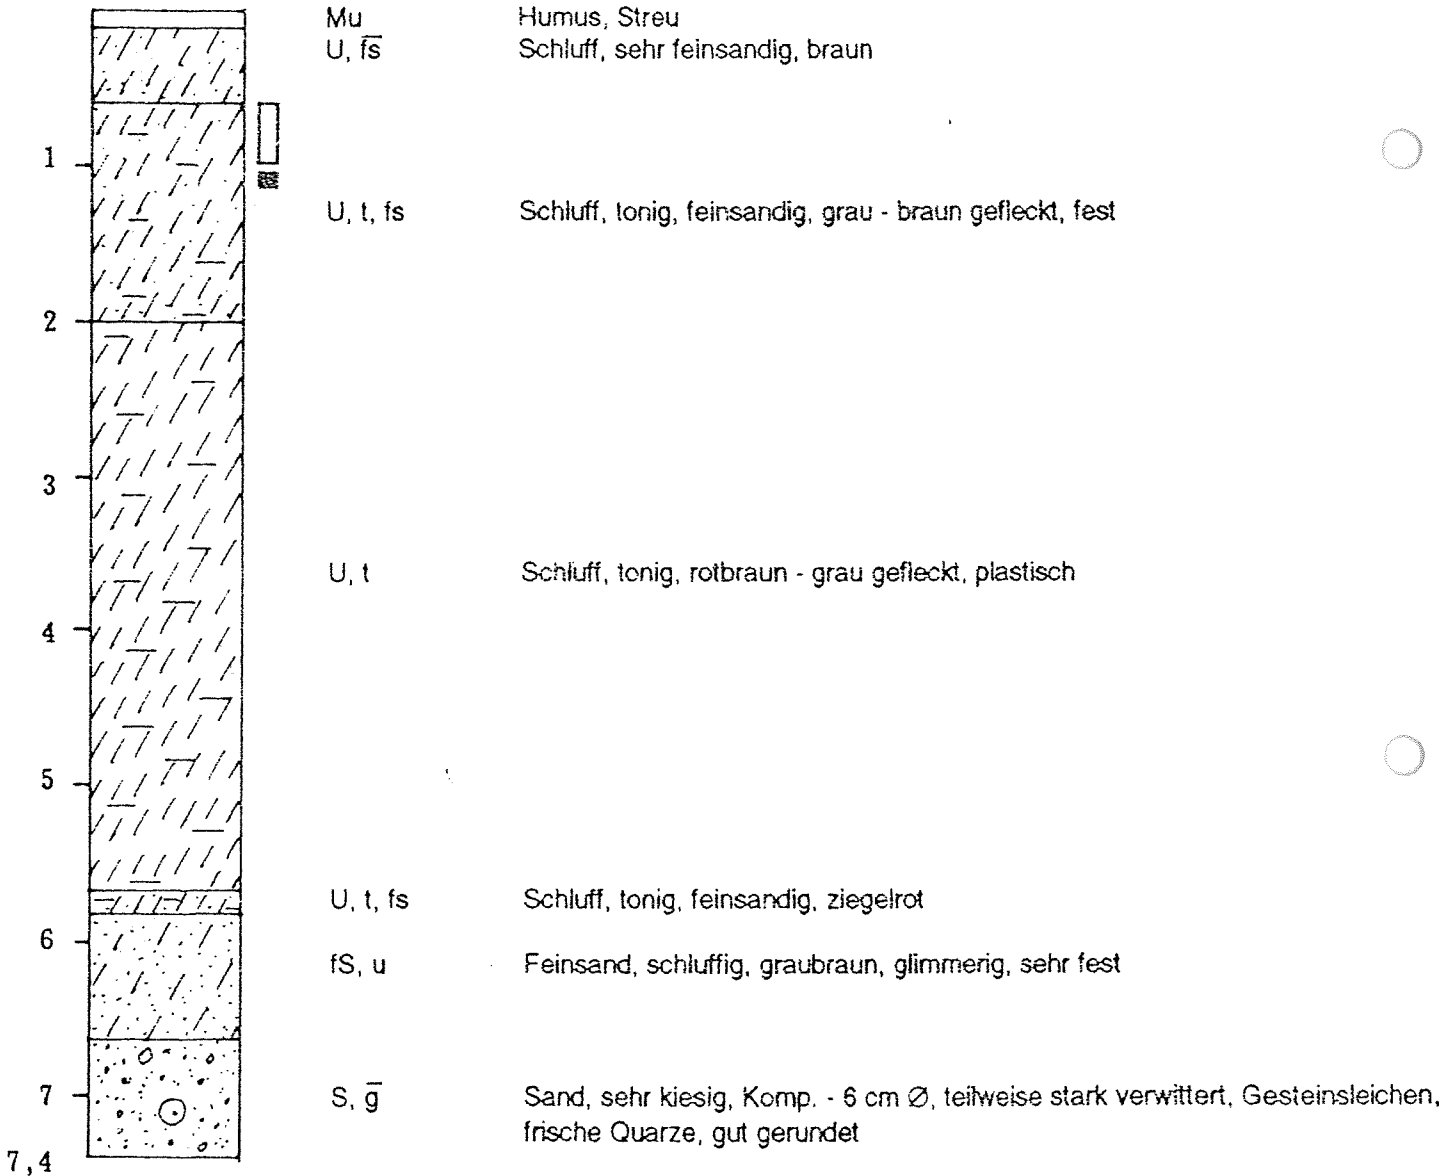 Mu Humus, Streu
U, f̅s̅ Schluff, sehr feinsandig, braun
1
U, t, fs Schluff, tonig, feinsandig, grau - braun gefleckt, fest
2
3
U, t Schluff, tonig, rotbraun - grau gefleckt, plastisch
4
5
U, t, fs Schluff, tonig, feinsandig, ziegelrot
6
fS, u Feinsand, schluffig, graubraun, glimmerig, sehr fest
7
S, g̅ Sand, sehr kiesig, Komp. - 6 cm Ø, teilweise stark verwittert, Gesteinsleichen,
frische Quarze, gut gerundet
7,4